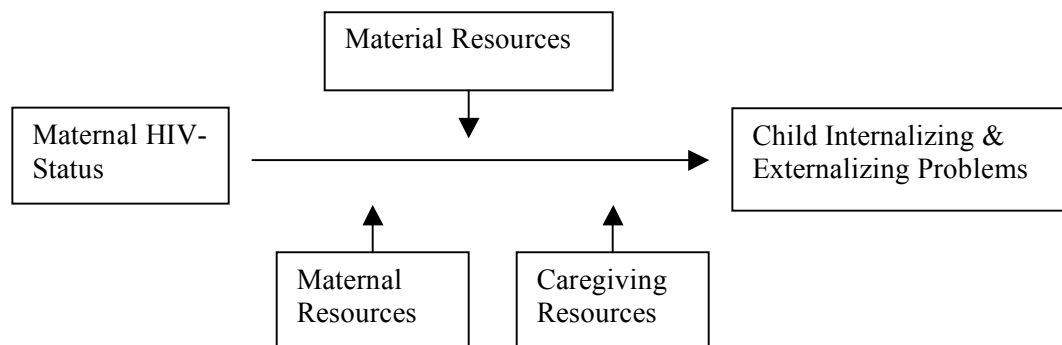 Material Resources
Maternal HIV-
Status
Child Internalizing &
Externalizing Problems
Maternal
Resources
Caregiving
Resources